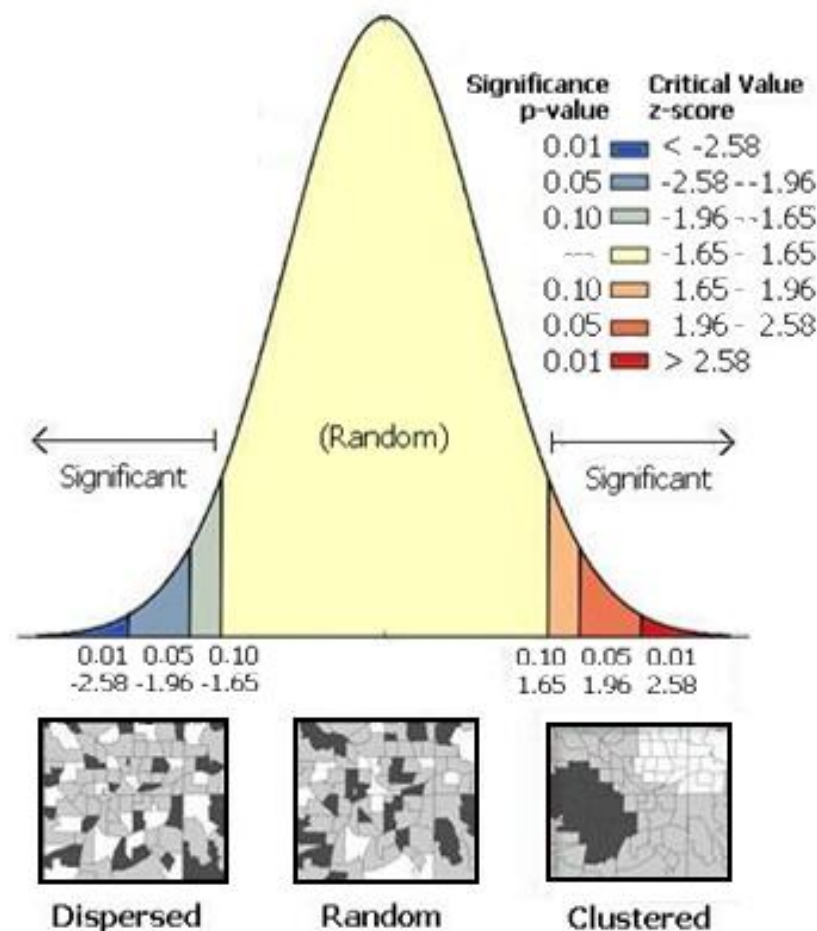 Significance Critical Value
p-value z-score
0.01 < -2.58
0.05 -2.58 - -1.96
0.10 -1.96 - -1.65
--- -1.65 - 1.65
0.10 1.65 - 1.96
0.05 1.96 - 2.58
0.01 > 2.58
(Random)
Significant Significant
0.01 0.05 0.10 0.10 0.05 0.01
-2.58 -1.96 -1.65 1.65 1.96 2.58
Dispersed Random Clustered